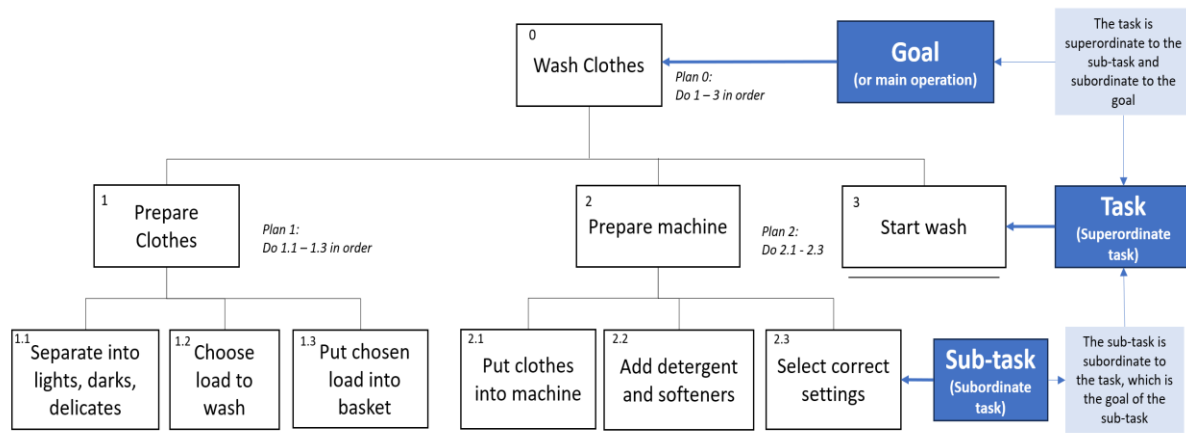 0
Wash Clothes
Plan 0:
Do 1 – 3 in order
Goal
(or main operation)
The task is
superordinate to the
sub-task and
subordinate to the
goal
1
Prepare
Clothes
Plan 1:
Do 1.1 – 1.3 in order
2
Prepare machine
Plan 2:
Do 2.1 - 2.3
3
Start wash
Task
(Superordinate
task)
1.1
Separate into
lights, darks,
delicates
1.2
Choose
load to
wash
1.3
Put chosen
load into
basket
2.1
Put clothes
into machine
2.2
Add detergent
and softeners
2.3
Select correct
settings
Sub-task
(Subordinate
task)
The sub-task is
subordinate to
the task, which is
the goal of the
sub-task